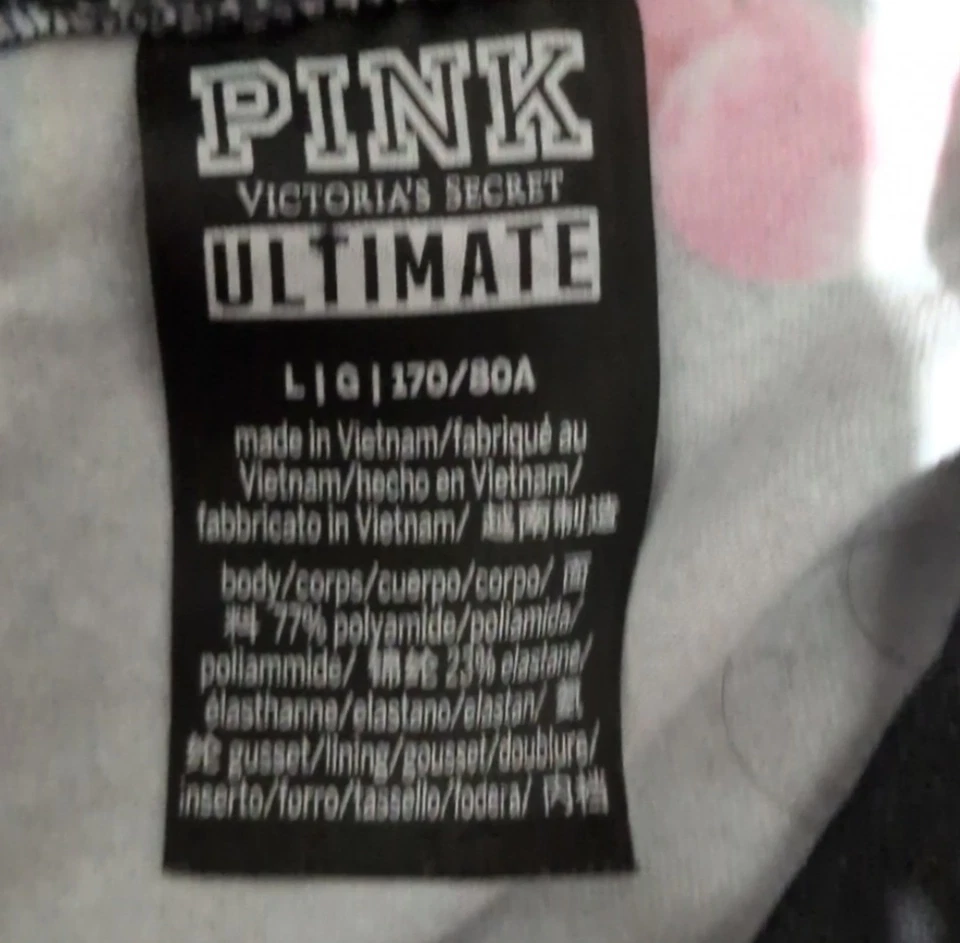 PINK
VICTORIA'S SECRET
ULTIMATE
L | G | 170/80A
made in Vietnam/fabriqué au
Vietnam/hecho en Vietnam/
fabbricato in Vietnam/ 越南制造
body/corps/cuerpo/corpo/ 面
料 77% polyamide/poliamida/
poliammide/ 锦纶 23% elastane/
élasthanne/elastano/elastan/ 氨
纶 gusset/lining/gousset/doublure/
inserto/forro/tassello/fodera/ 内裆